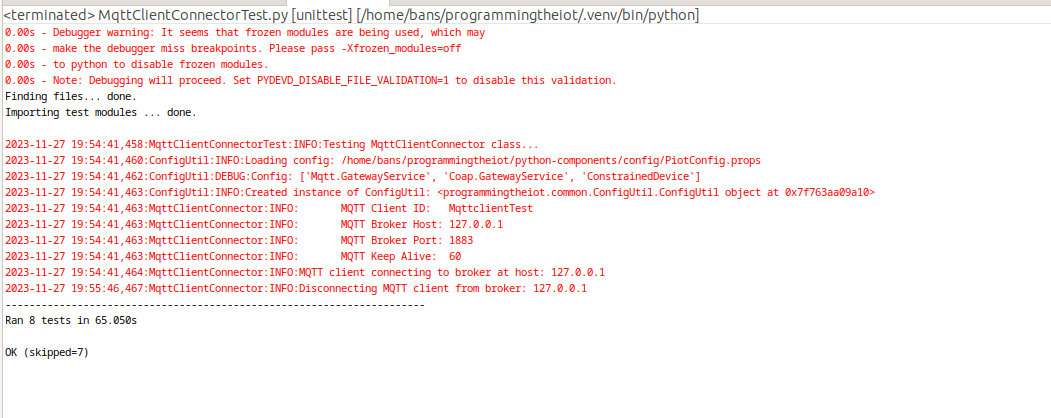 <terminated> MqttClientConnectorTest.py [unittest] [/home/bans/programmingtheiot/.venv/bin/python]
0.00s - Debugger warning: It seems that frozen modules are being used, which may
0.00s - make the debugger miss breakpoints. Please pass -Xfrozen_modules=off
0.00s - to python to disable frozen modules.
0.00s - Note: Debugging will proceed. Set PYDEVD_DISABLE_FILE_VALIDATION=1 to disable this validation.
Finding files... done.
Importing test modules ... done.
2023-11-27 19:54:41,458:MqttClientConnectorTest:INFO:Testing MqttClientConnector class...
2023-11-27 19:54:41,460:ConfigUtil:INFO:Loading config: /home/bans/programmingtheiot/python-components/config/PiotConfig.props
2023-11-27 19:54:41,462:ConfigUtil:DEBUG:Config: ['Mqtt.GatewayService', 'Coap.GatewayService', 'ConstrainedDevice']
2023-11-27 19:54:41,463:ConfigUtil:INFO:Created instance of ConfigUtil: <programmingtheiot.common.ConfigUtil.ConfigUtil object at 0x7f763aa09a10>
2023-11-27 19:54:41,463:MqttClientConnector:INFO:       MQTT Client ID:   MqttclientTest
2023-11-27 19:54:41,463:MqttClientConnector:INFO:       MQTT Broker Host: 127.0.0.1
2023-11-27 19:54:41,463:MqttClientConnector:INFO:       MQTT Broker Port: 1883
2023-11-27 19:54:41,463:MqttClientConnector:INFO:       MQTT Keep Alive:  60
2023-11-27 19:54:41,464:MqttClientConnector:INFO:MQTT client connecting to broker at host: 127.0.0.1
2023-11-27 19:55:46,467:MqttClientConnector:INFO:Disconnecting MQTT client from broker: 127.0.0.1
----------------------------------------------------------------------
Ran 8 tests in 65.050s
OK (skipped=7)